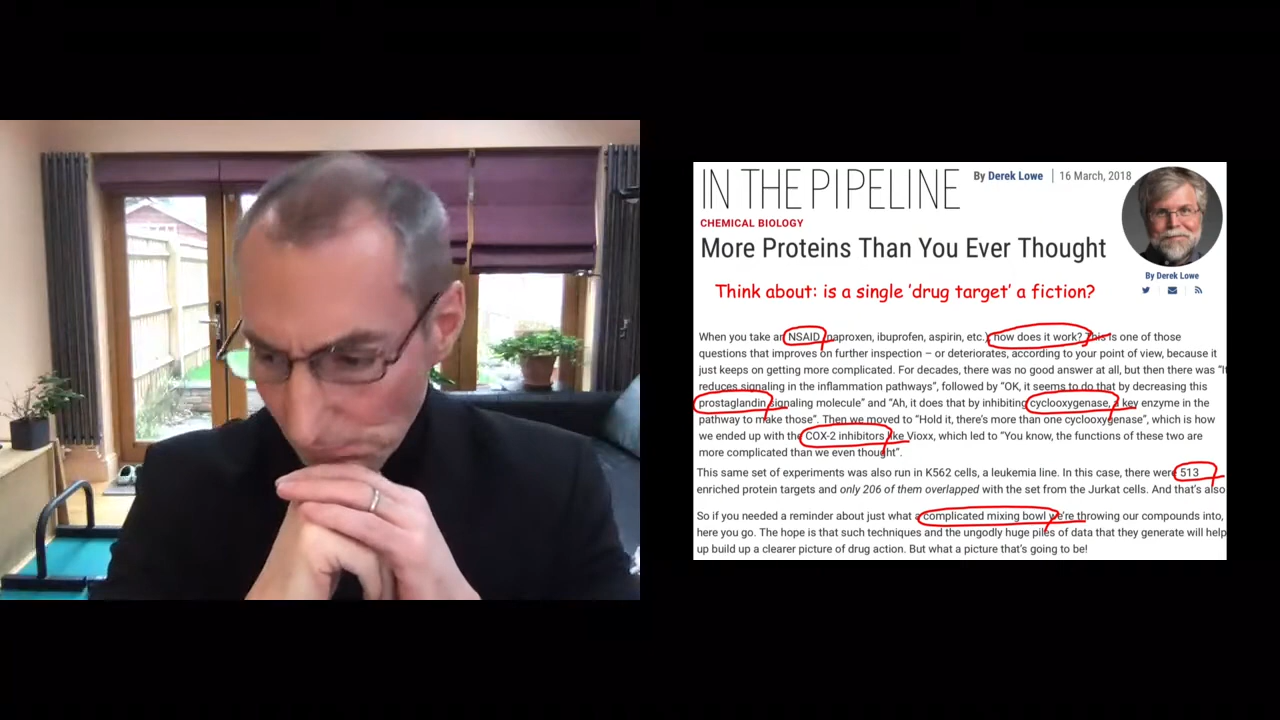 IN THE PIPELINE
By Derek Lowe | 16 March, 2018
CHEMICAL BIOLOGY
More Proteins Than You Ever Thought
By Derek Lowe
Think about: is a single 'drug target' a fiction?
When you take an NSAID (naproxen, ibuprofen, aspirin, etc.), how does it work? This is one of those
questions that improves on further inspection – or deteriorates, according to your point of view, because it
just keeps on getting more complicated. For decades, there was no good answer at all, but then there was “It
reduces signaling in the inflammation pathways”, followed by “OK, it seems to do that by decreasing this
prostaglandin signaling molecule” and “Ah, it does that by inhibiting cyclooxygenase, a key enzyme in the
pathway to make those”. Then we moved to “Hold it, there’s more than one cyclooxygenase”, which is how
we ended up with the COX-2 inhibitors like Vioxx, which led to “You know, the functions of these two are
more complicated than we even thought”.
This same set of experiments was also run in K562 cells, a leukemia line. In this case, there were 513
enriched protein targets and only 206 of them overlapped with the set from the Jurkat cells. And that’s also
So if you needed a reminder about just what a complicated mixing bowl we’re throwing our compounds into,
here you go. The hope is that such techniques and the ungodly huge piles of data that they generate will help
up build up a clearer picture of drug action. But what a picture that’s going to be!